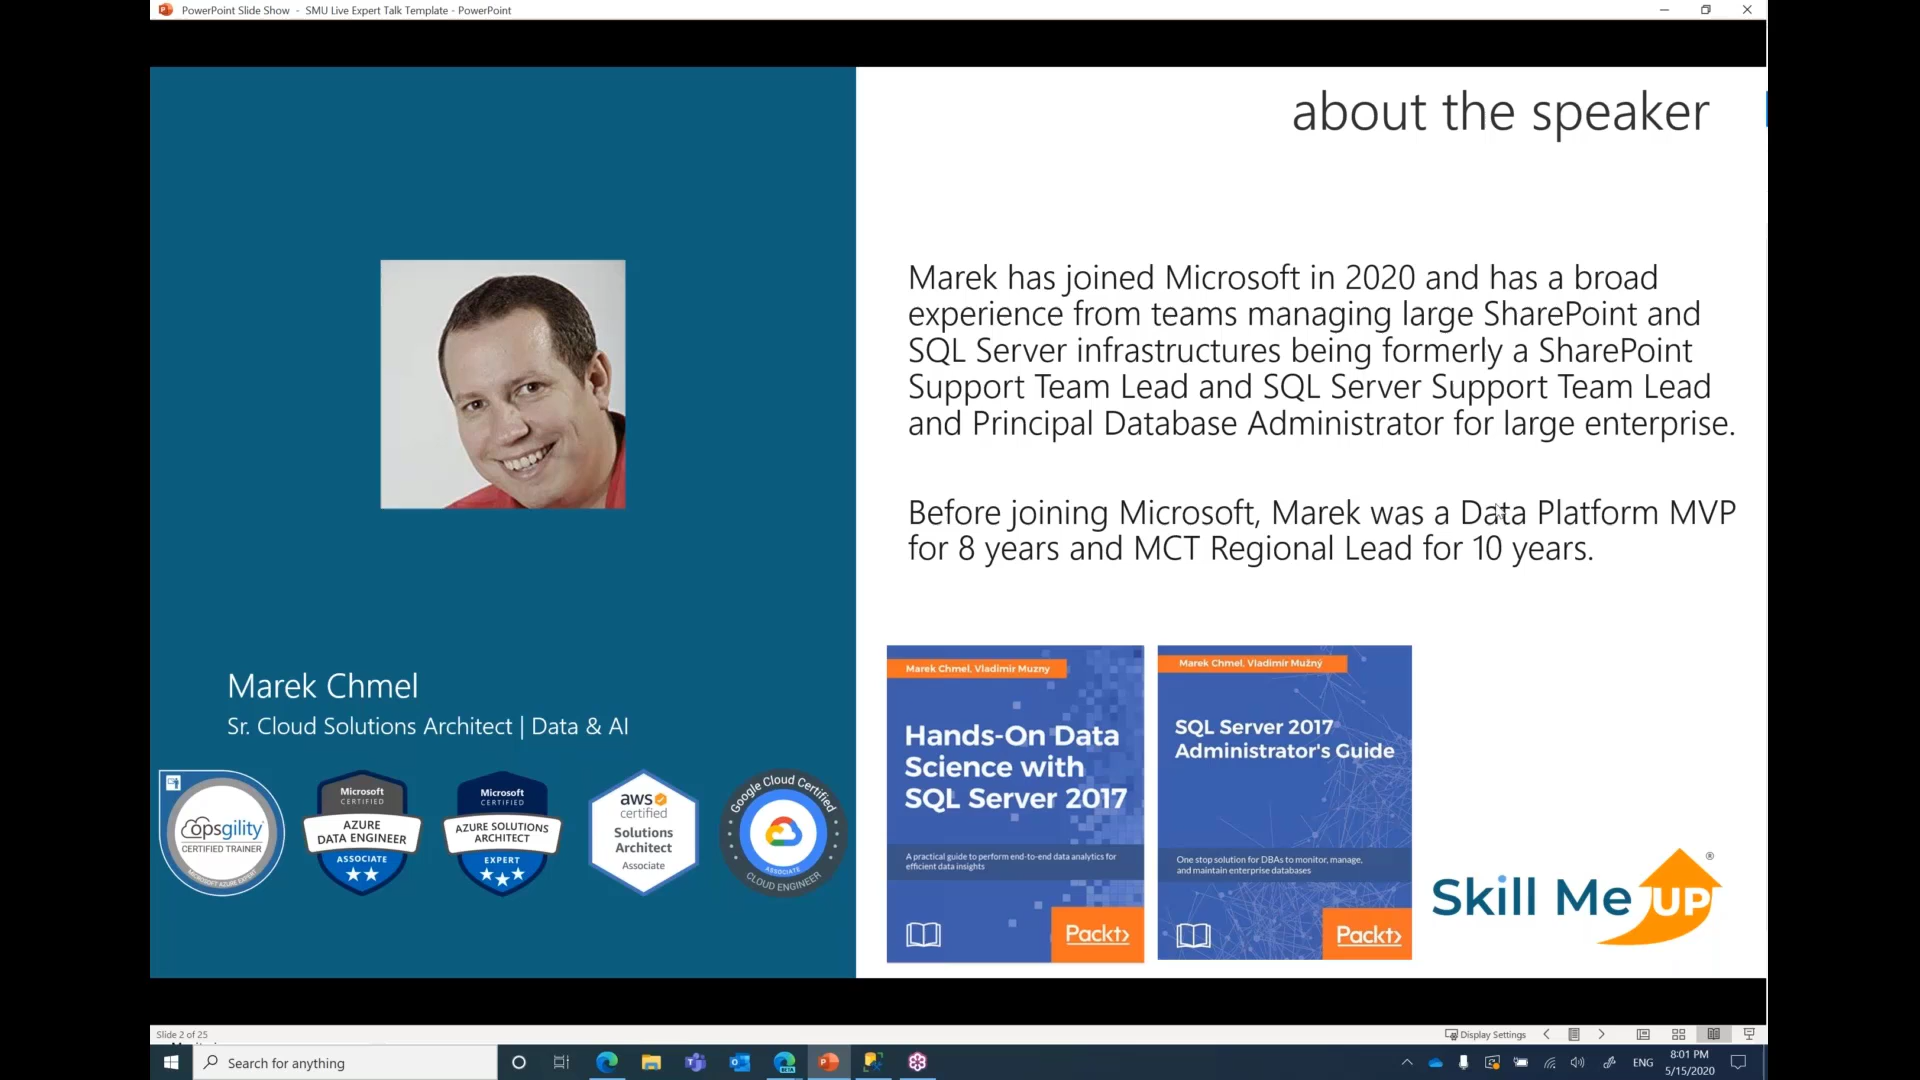 PowerPoint Slide Show - SMU Live Expert Talk Template - PowerPoint
about the speaker
Marek has joined Microsoft in 2020 and has a broad
experience from teams managing large SharePoint and
SQL Server infrastructures being formerly a SharePoint
Support Team Lead and SQL Server Support Team Lead
and Principal Database Administrator for large enterprise.
Before joining Microsoft, Marek was a Data Platform MVP
for 8 years and MCT Regional Lead for 10 years.
Marek Chmel
Sr. Cloud Solutions Architect | Data & AI
opsgility
CERTIFIED TRAINER
MICROSOFT AZURE EXPERT
Microsoft
CERTIFIED
AZURE
DATA ENGINEER
ASSOCIATE
Microsoft
CERTIFIED
AZURE SOLUTIONS
ARCHITECT
EXPERT
aws
certified
Solutions
Architect
Associate
Google Cloud Certified
ASSOCIATE
CLOUD ENGINEER
Marek Chmel, Vladimir Muzny
Hands-On Data
Science with
SQL Server 2017
A practical guide to perform end-to-end data analytics for
efficient data insights
Packt>
Marek Chmel, Vladimír Mužný
SQL Server 2017
Administrator's Guide
One stop solution for DBAs to monitor, manage,
and maintain enterprise databases
Packt>
Skill Me UP ®
Slide 2 of 25
Display Settings
Search for anything
BETA
ENG
8:01 PM
5/15/2020